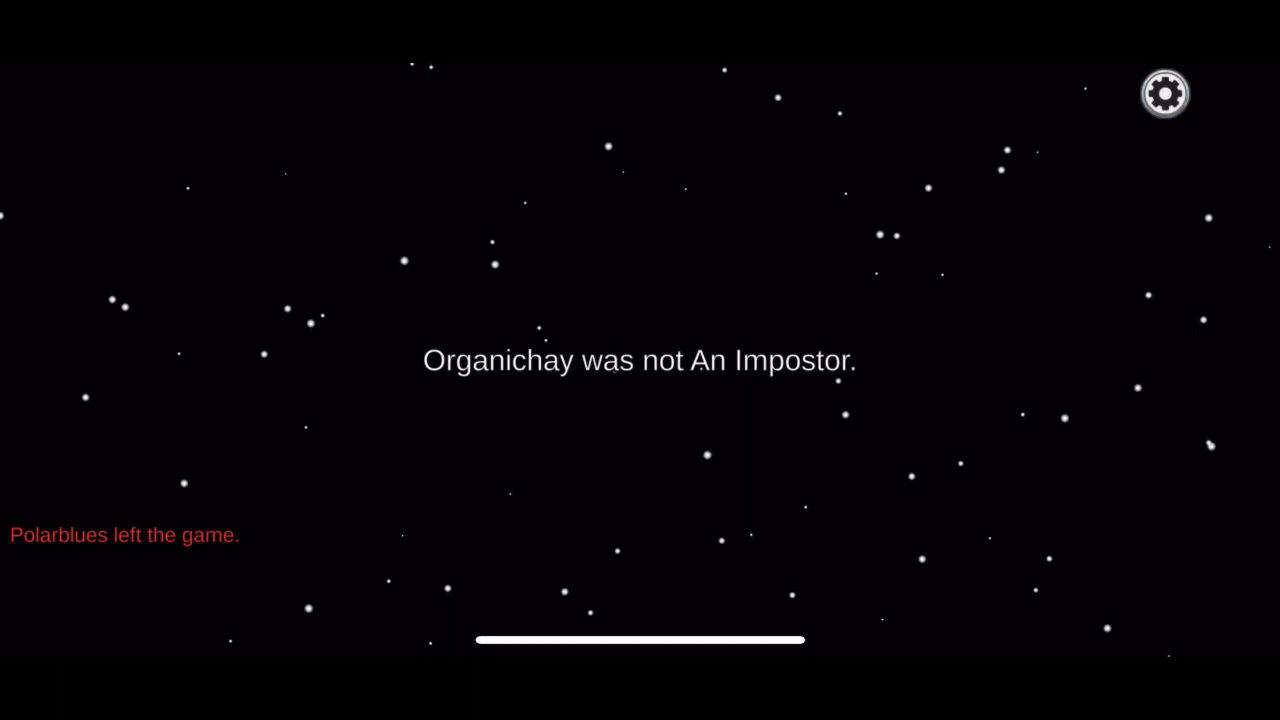 Organichay was not An Impostor.
Polarblues left the game.